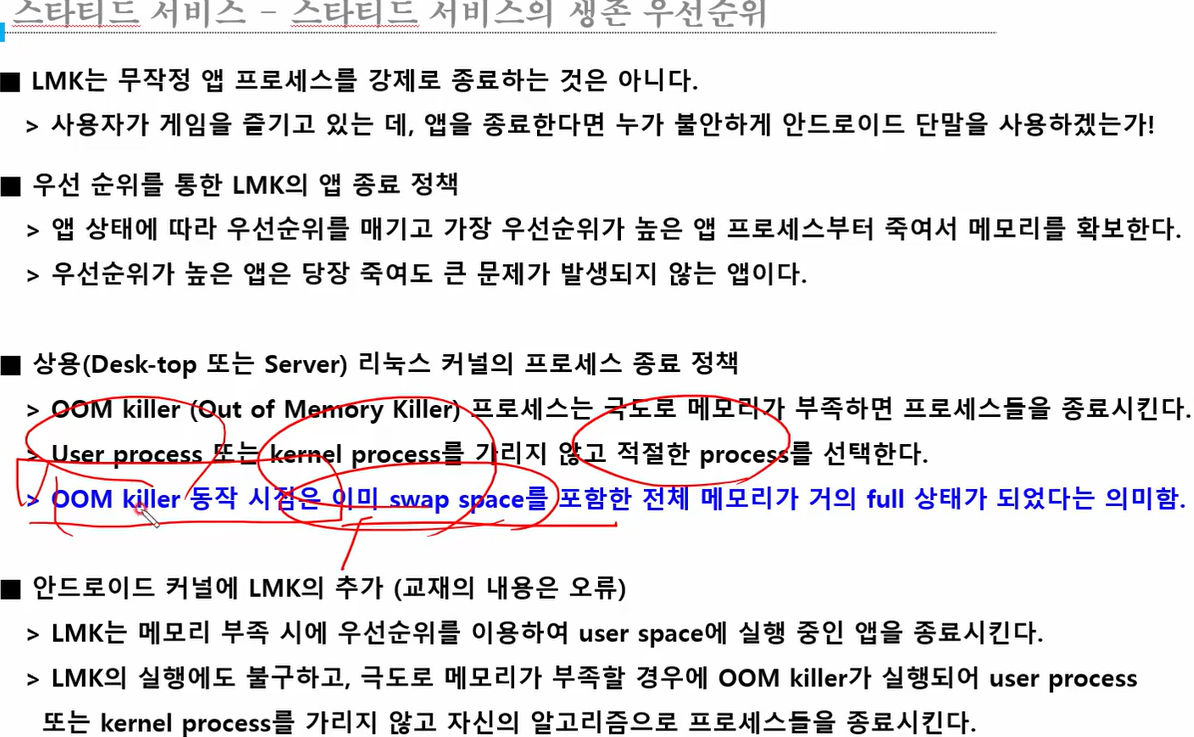 스타티드 서비스 - 스타티드 서비스의 생존 우선순위
■ LMK는 무작정 앱 프로세스를 강제로 종료하는 것은 아니다.
> 사용자가 게임을 즐기고 있는 데, 앱을 종료한다면 누가 불안하게 안드로이드 단말을 사용하겠는가!
■ 우선 순위를 통한 LMK의 앱 종료 정책
> 앱 상태에 따라 우선순위를 매기고 가장 우선순위가 높은 앱 프로세스부터 죽여서 메모리를 확보한다.
> 우선순위가 높은 앱은 당장 죽여도 큰 문제가 발생되지 않는 앱이다.
■ 상용(Desk-top 또는 Server) 리눅스 커널의 프로세스 종료 정책
> OOM killer (Out of Memory Killer) 프로세스는 극도로 메모리가 부족하면 프로세스들을 종료시킨다.
> User process 또는 kernel process를 가리지 않고 적절한 process를 선택한다.
> OOM killer 동작 시점은 이미 swap space를 포함한 전체 메모리가 거의 full 상태가 되었다는 의미함.
■ 안드로이드 커널에 LMK의 추가 (교재의 내용은 오류)
> LMK는 메모리 부족 시에 우선순위를 이용하여 user space에 실행 중인 앱을 종료시킨다.
> LMK의 실행에도 불구하고, 극도로 메모리가 부족할 경우에 OOM killer가 실행되어 user process
또는 kernel process를 가리지 않고 자신의 알고리즘으로 프로세스들을 종료시킨다.